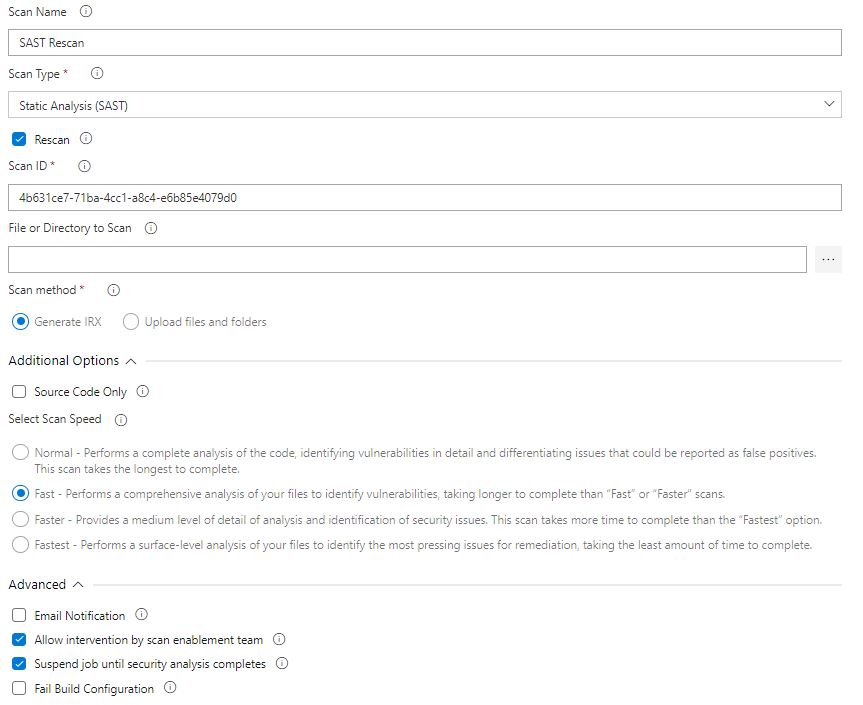 Scan Name
SAST Rescan
Scan Type *
Static Analysis (SAST)
Rescan
Scan ID *
4b631ce7-71ba-4cc1-a8c4-e6b85e4079d0
File or Directory to Scan
...
Scan method *
Generate IRX Upload files and folders
Additional Options
Source Code Only
Select Scan Speed
Normal - Performs a complete analysis of the code, identifying vulnerabilities in detail and differentiating issues that could be reported as false positives.
This scan takes the longest to complete.
Fast - Performs a comprehensive analysis of your files to identify vulnerabilities, taking longer to complete than "Fast" or "Faster" scans.
Faster - Provides a medium level of detail of analysis and identification of security issues. This scan takes more time to complete than the "Fastest" option.
Fastest - Performs a surface-level analysis of your files to identify the most pressing issues for remediation, taking the least amount of time to complete.
Advanced
Email Notification
Allow intervention by scan enablement team
Suspend job until security analysis completes
Fail Build Configuration